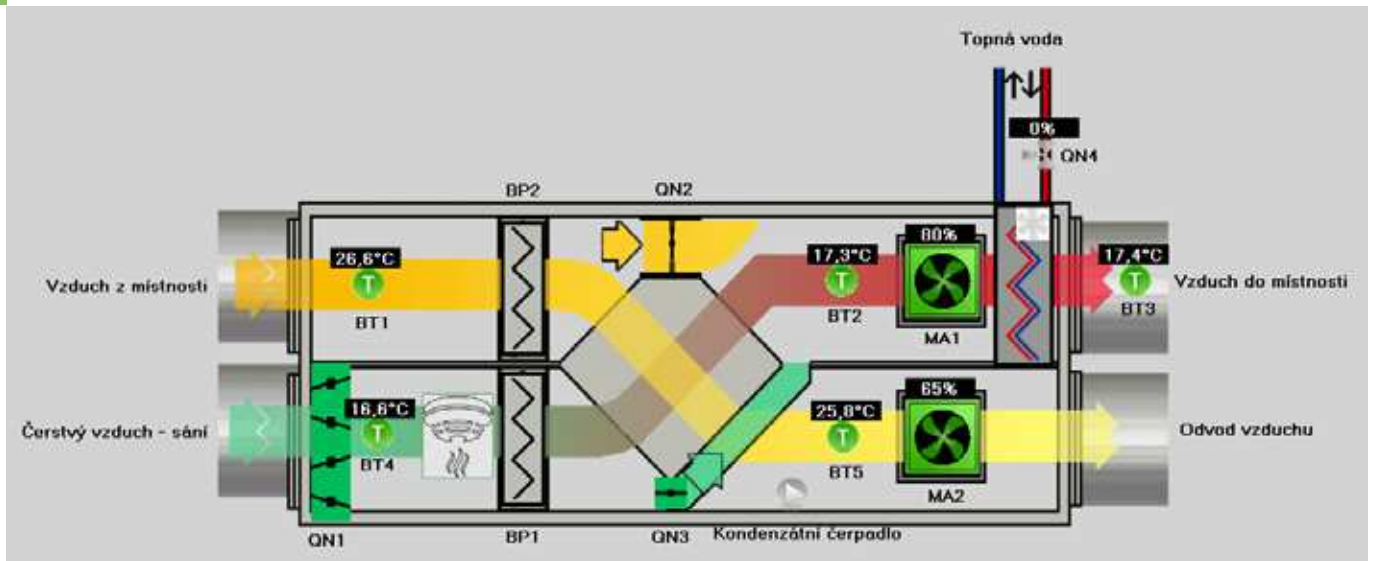 Topná voda
0%
QN4
BP2
QN2
26,6°C
T
BT1
17,3°C
T
BT2
80%
MA1
17,4°C
T
BT3
Vzduch z místnosti
Vzduch do místnosti
Čerstvý vzduch - sání
16,6°C
T
BT4
25,8°C
T
BT5
65%
MA2
Odvod vzduchu
QN1
BP1
QN3
Kondenzátní čerpadlo